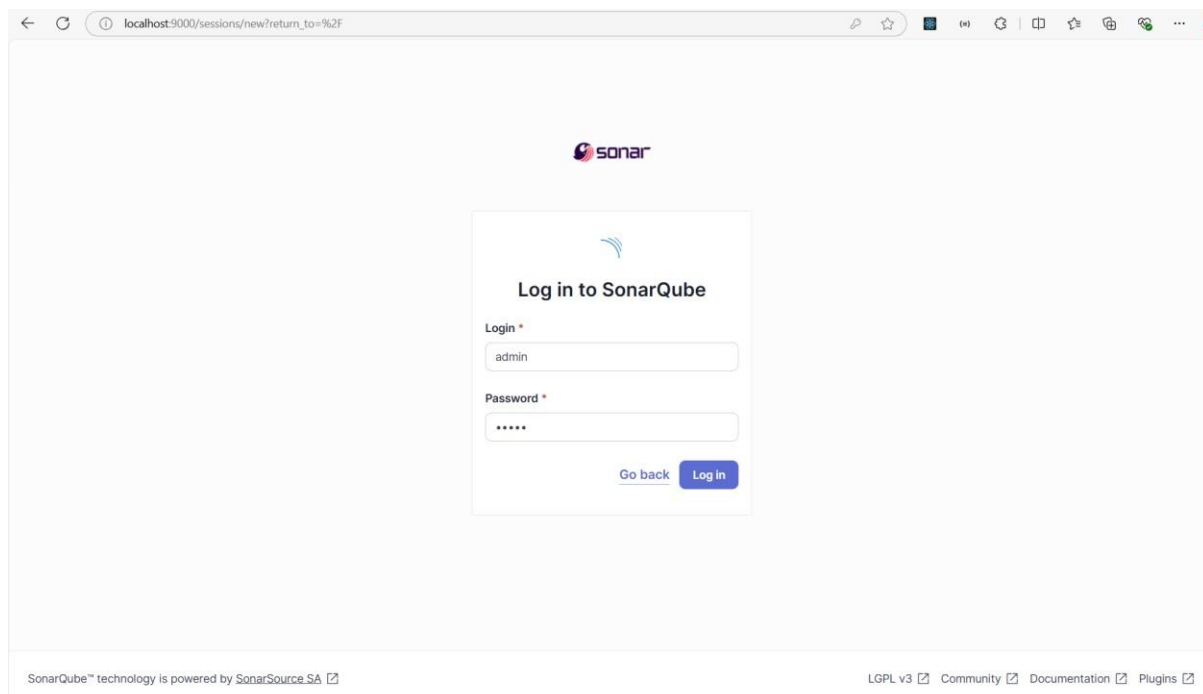 localhost:9000/sessions/new?return_to=%2F
sonar
Log in to SonarQube
Login *
admin
Password *
•••••
Go back Log in
SonarQube™ technology is powered by SonarSource SA LGPL v3 Community Documentation Plugins